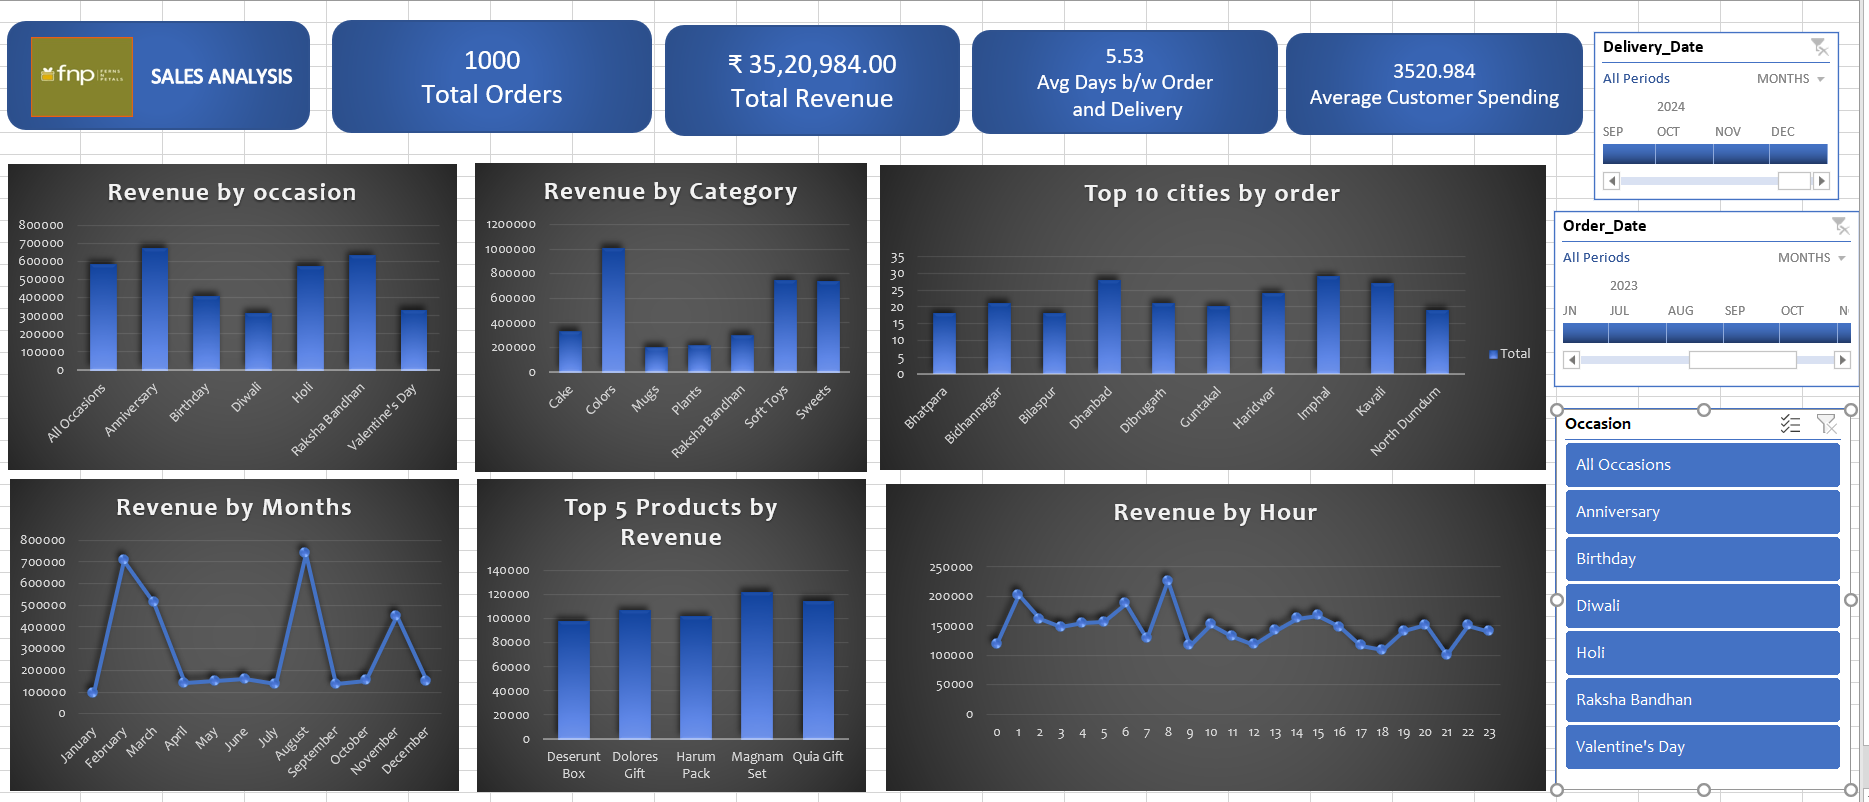 fnp FERNS N PETALS
SALES ANALYSIS
1000
Total Orders
₹ 35,20,984.00
Total Revenue
5.53
Avg Days b/w Order
and Delivery
3520.984
Average Customer Spending
Delivery_Date
All Periods
MONTHS
2024
SEP OCT NOV DEC
Order_Date
All Periods
MONTHS
2023
JN JUL AUG SEP OCT N
Occasion
All Occasions
Anniversary
Birthday
Diwali
Holi
Raksha Bandhan
Valentine's Day
Revenue by occasion
800000
700000
600000
500000
400000
300000
200000
100000
0
All Occasions
Anniversary
Birthday
Diwali
Holi
Raksha Bandhan
Valentine's Day
Revenue by Category
1200000
1000000
800000
600000
400000
200000
0
Cake
Colors
Mugs
Plants
Raksha Bandhan
Soft Toys
Sweets
Top 10 cities by order
35
30
25
20
15
10
5
0
Bhatpara
Bidhannagar
Bilaspur
Dhanbad
Dibrugarh
Guntakal
Haridwar
Imphal
Kavali
North Dumdum
Total
Revenue by Months
800000
700000
600000
500000
400000
300000
200000
100000
0
January
February
March
April
May
June
July
August
September
October
November
December
Top 5 Products by
Revenue
140000
120000
100000
80000
60000
40000
20000
0
Deserunt
Box
Dolores
Gift
Harum
Pack
Magnam
Set
Quia Gift
Revenue by Hour
250000
200000
150000
100000
50000
0
0 1 2 3 4 5 6 7 8 9 10 11 12 13 14 15 16 17 18 19 20 21 22 23